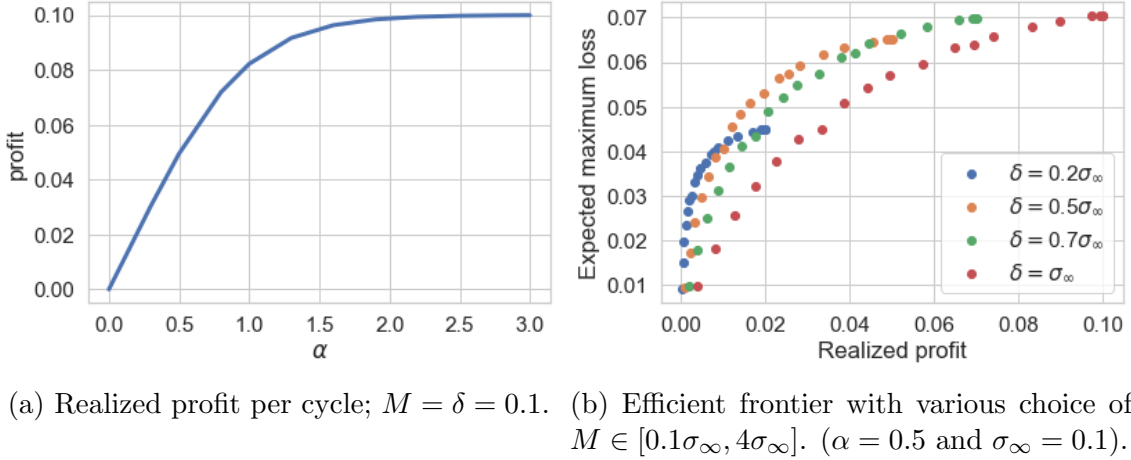 0.10
0.08
0.06
0.04
0.02
0.00
profit
0.0 0.5 1.0 1.5 2.0 2.5 3.0
α
0.07
0.06
0.05
0.04
0.03
0.02
0.01
Expected maximum loss
δ = 0.2σ∞
δ = 0.5σ∞
δ = 0.7σ∞
δ = σ∞
0.00 0.02 0.04 0.06 0.08 0.10
Realized profit
(a) Realized profit per cycle; M = δ = 0.1.
(b) Efficient frontier with various choice of
M ∈ [0.1σ∞, 4σ∞]. (α = 0.5 and σ∞ = 0.1).